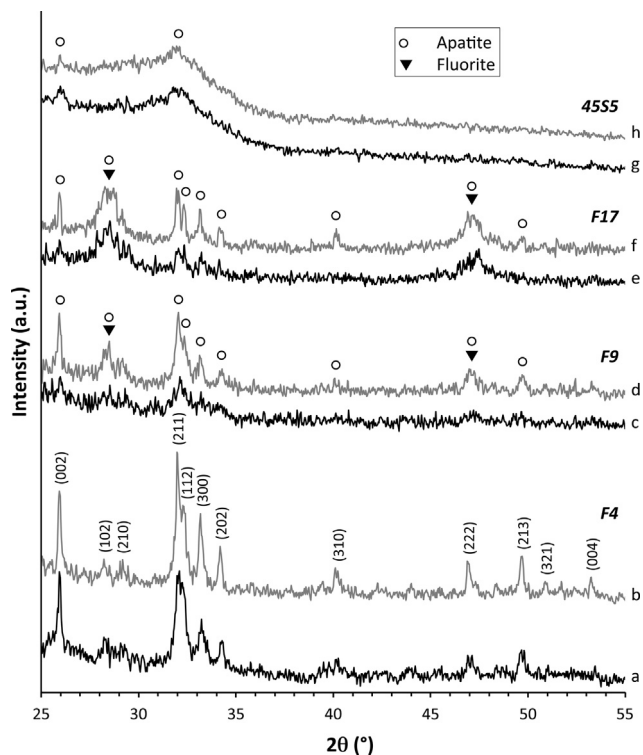 Apatite
Fluorite
45S5
h
g
F17
f
e
F9
d
c
(002)
(102)
(210)
(211)
(112)
(300)
(202)
(310)
(222)
(213)
(321)
(004)
F4
b
a
Intensity (a.u.)
25 30 35 40 45 50 55
2θ (°)